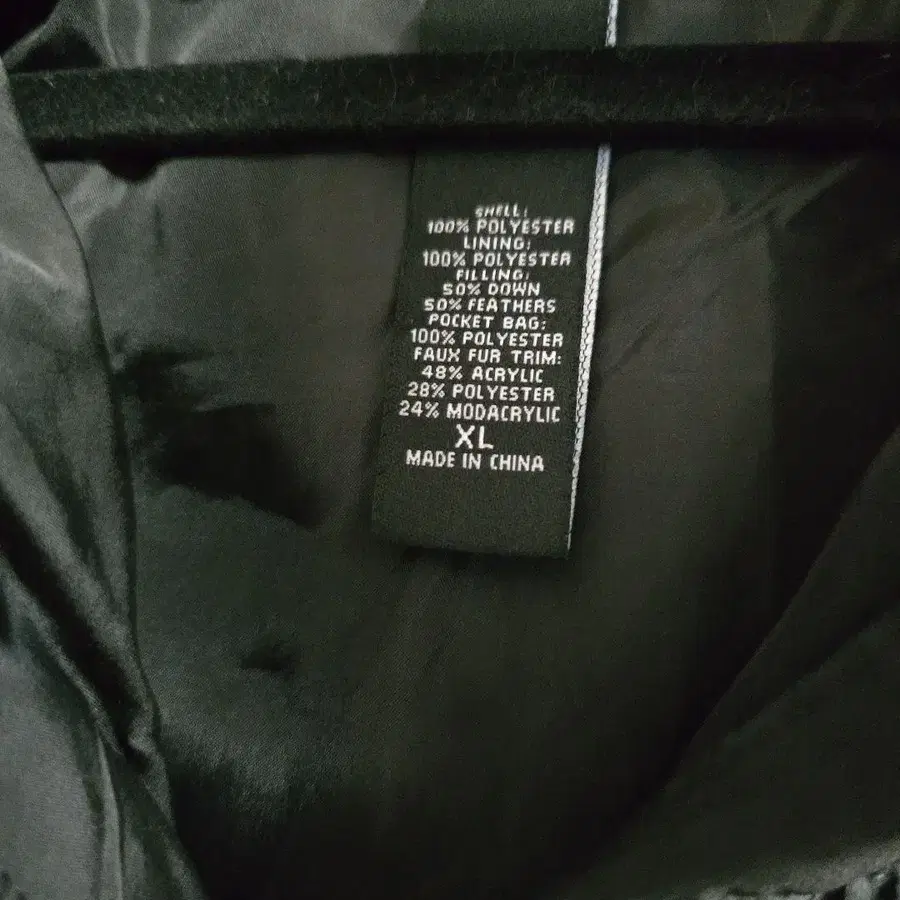 SHELL:
100% POLYESTER
LINING:
100% POLYESTER
FILLING:
50% DOWN
50% FEATHERS
POCKET BAG:
100% POLYESTER
FAUX FUR TRIM:
48% ACRYLIC
28% POLYESTER
24% MODACRYLIC
XL
MADE IN CHINA